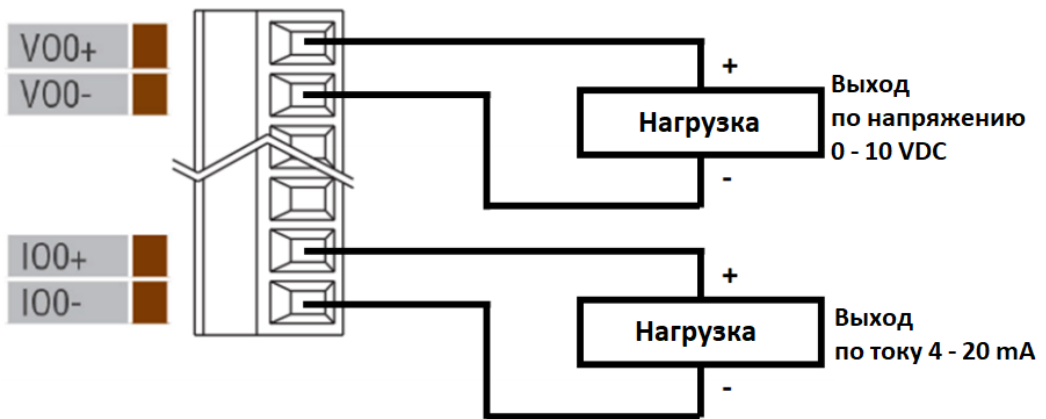 VO0+
VO0-
+
Нагрузка
-
Выход
по напряжению
0 - 10 VDC
IO0+
IO0-
+
Нагрузка
-
Выход
по току 4 - 20 mA